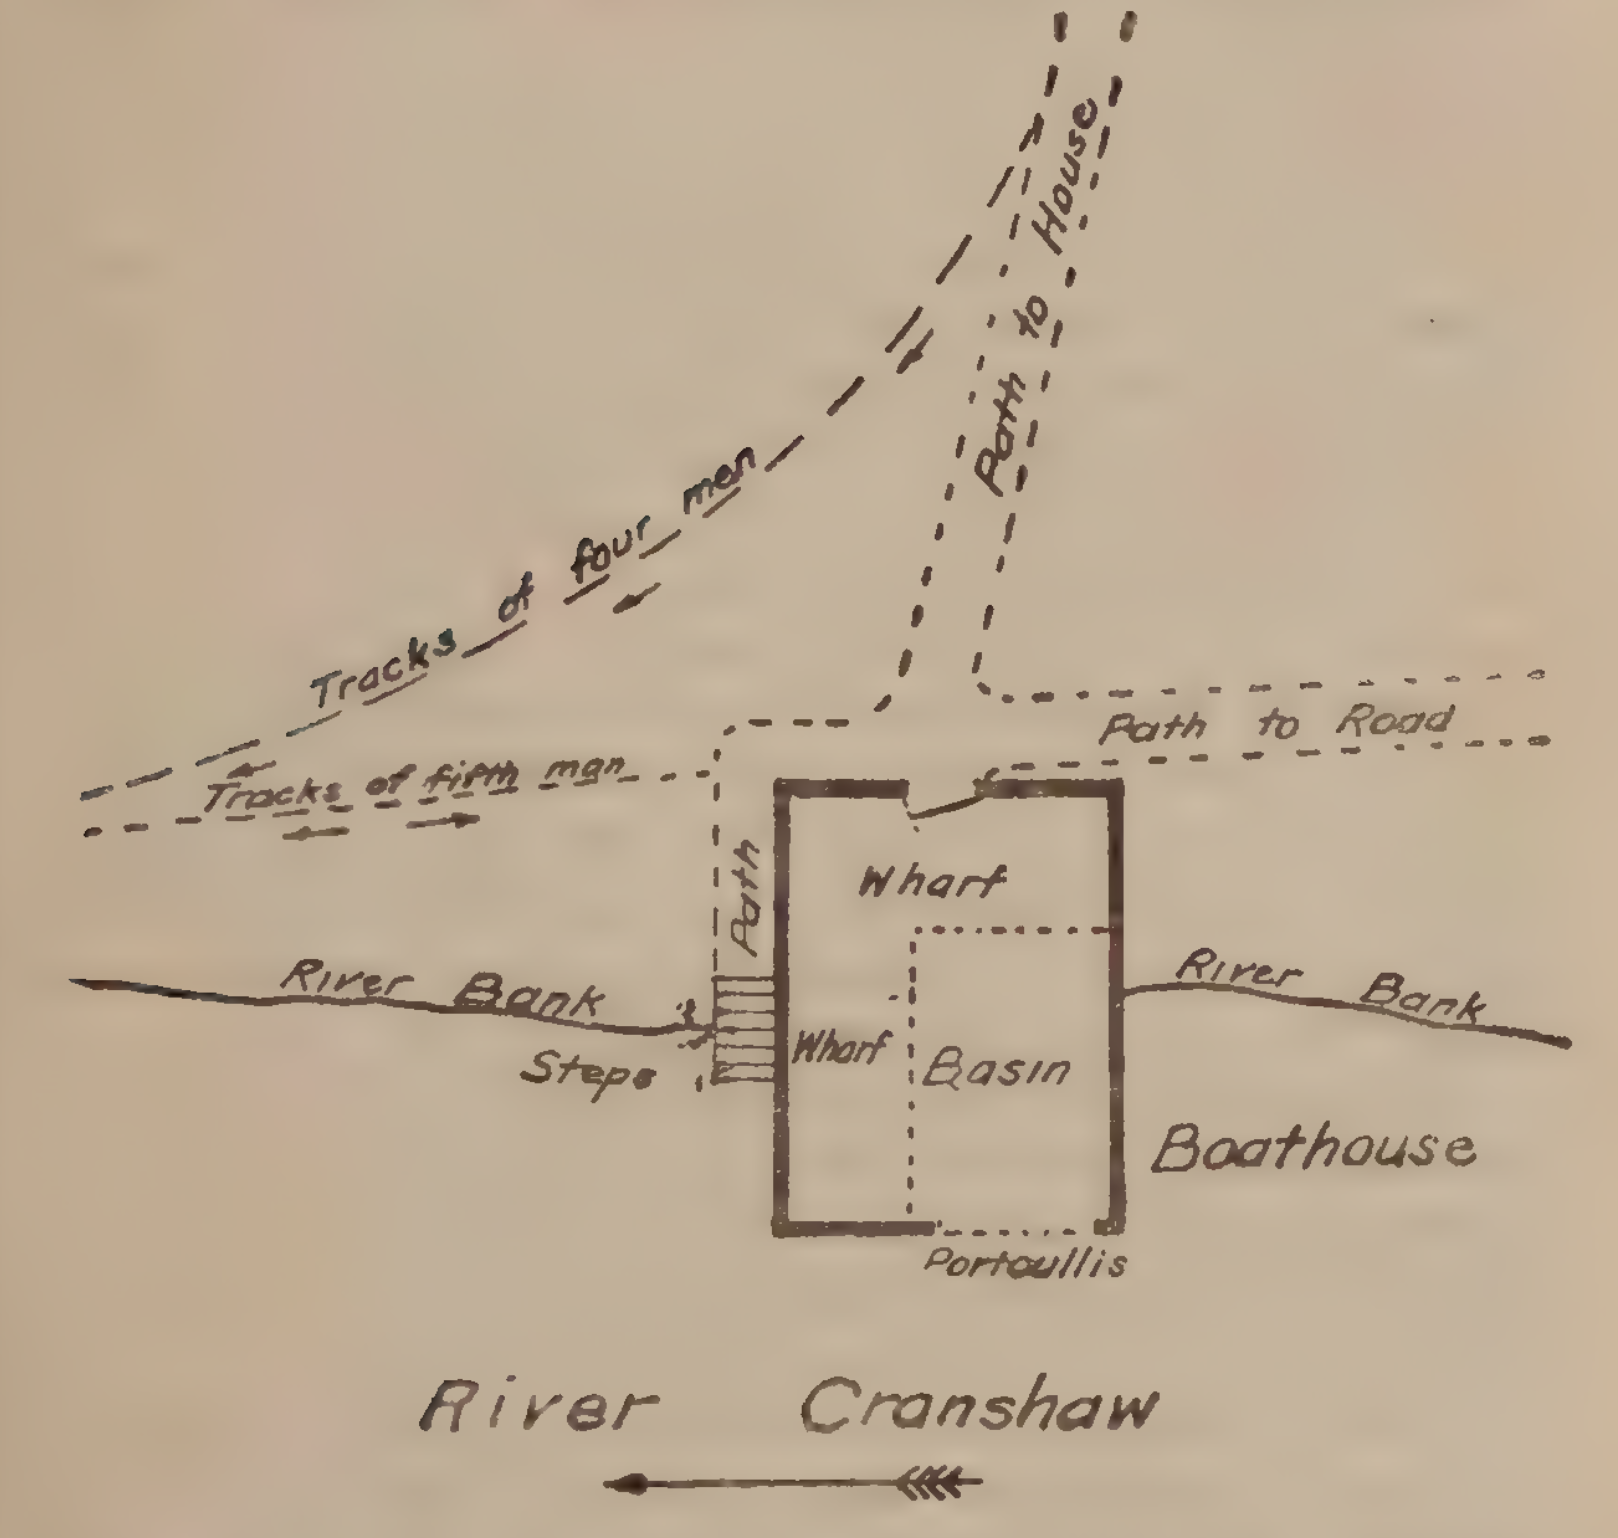 Path to House
Tracks of four men
Path to Road
Tracks of fifth man
Path
Wharf
River Bank
River Bank
Wharf
Basin
Steps
Boathouse
Portcullis
River Cranshaw